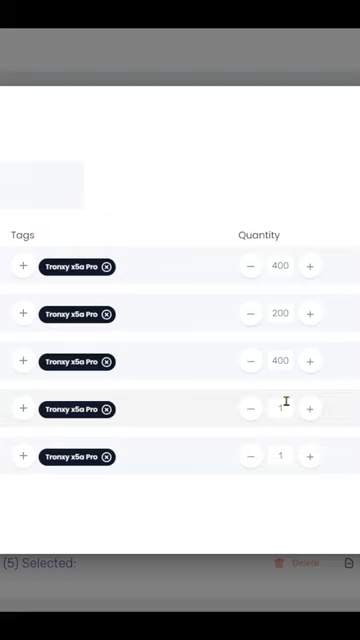 Tags Quantity
Tronxy x5a Pro 400
Tronxy x5a Pro 200
Tronxy x5a Pro 400
Tronxy x5a Pro 1
Tronxy x5a Pro 1
(5) Selected: Delete